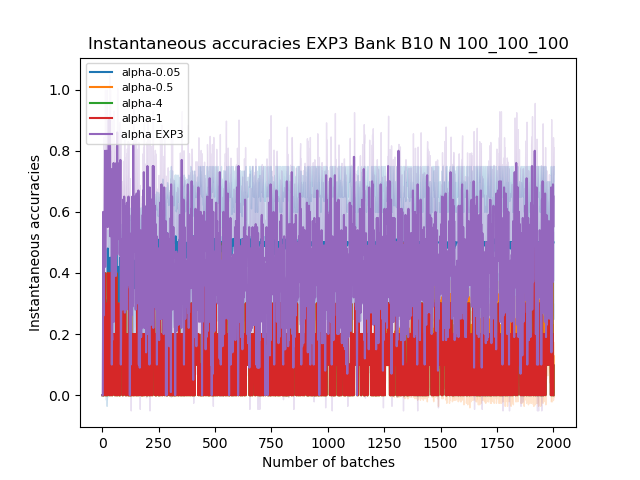 Instantaneous accuracies EXP3 Bank B10 N 100_100_100
alpha-0.05
alpha-0.5
alpha-4
alpha-1
alpha EXP3
Instantaneous accuracies
1.0
0.8
0.6
0.4
0.2
0.0
0 250 500 750 1000 1250 1500 1750 2000
Number of batches